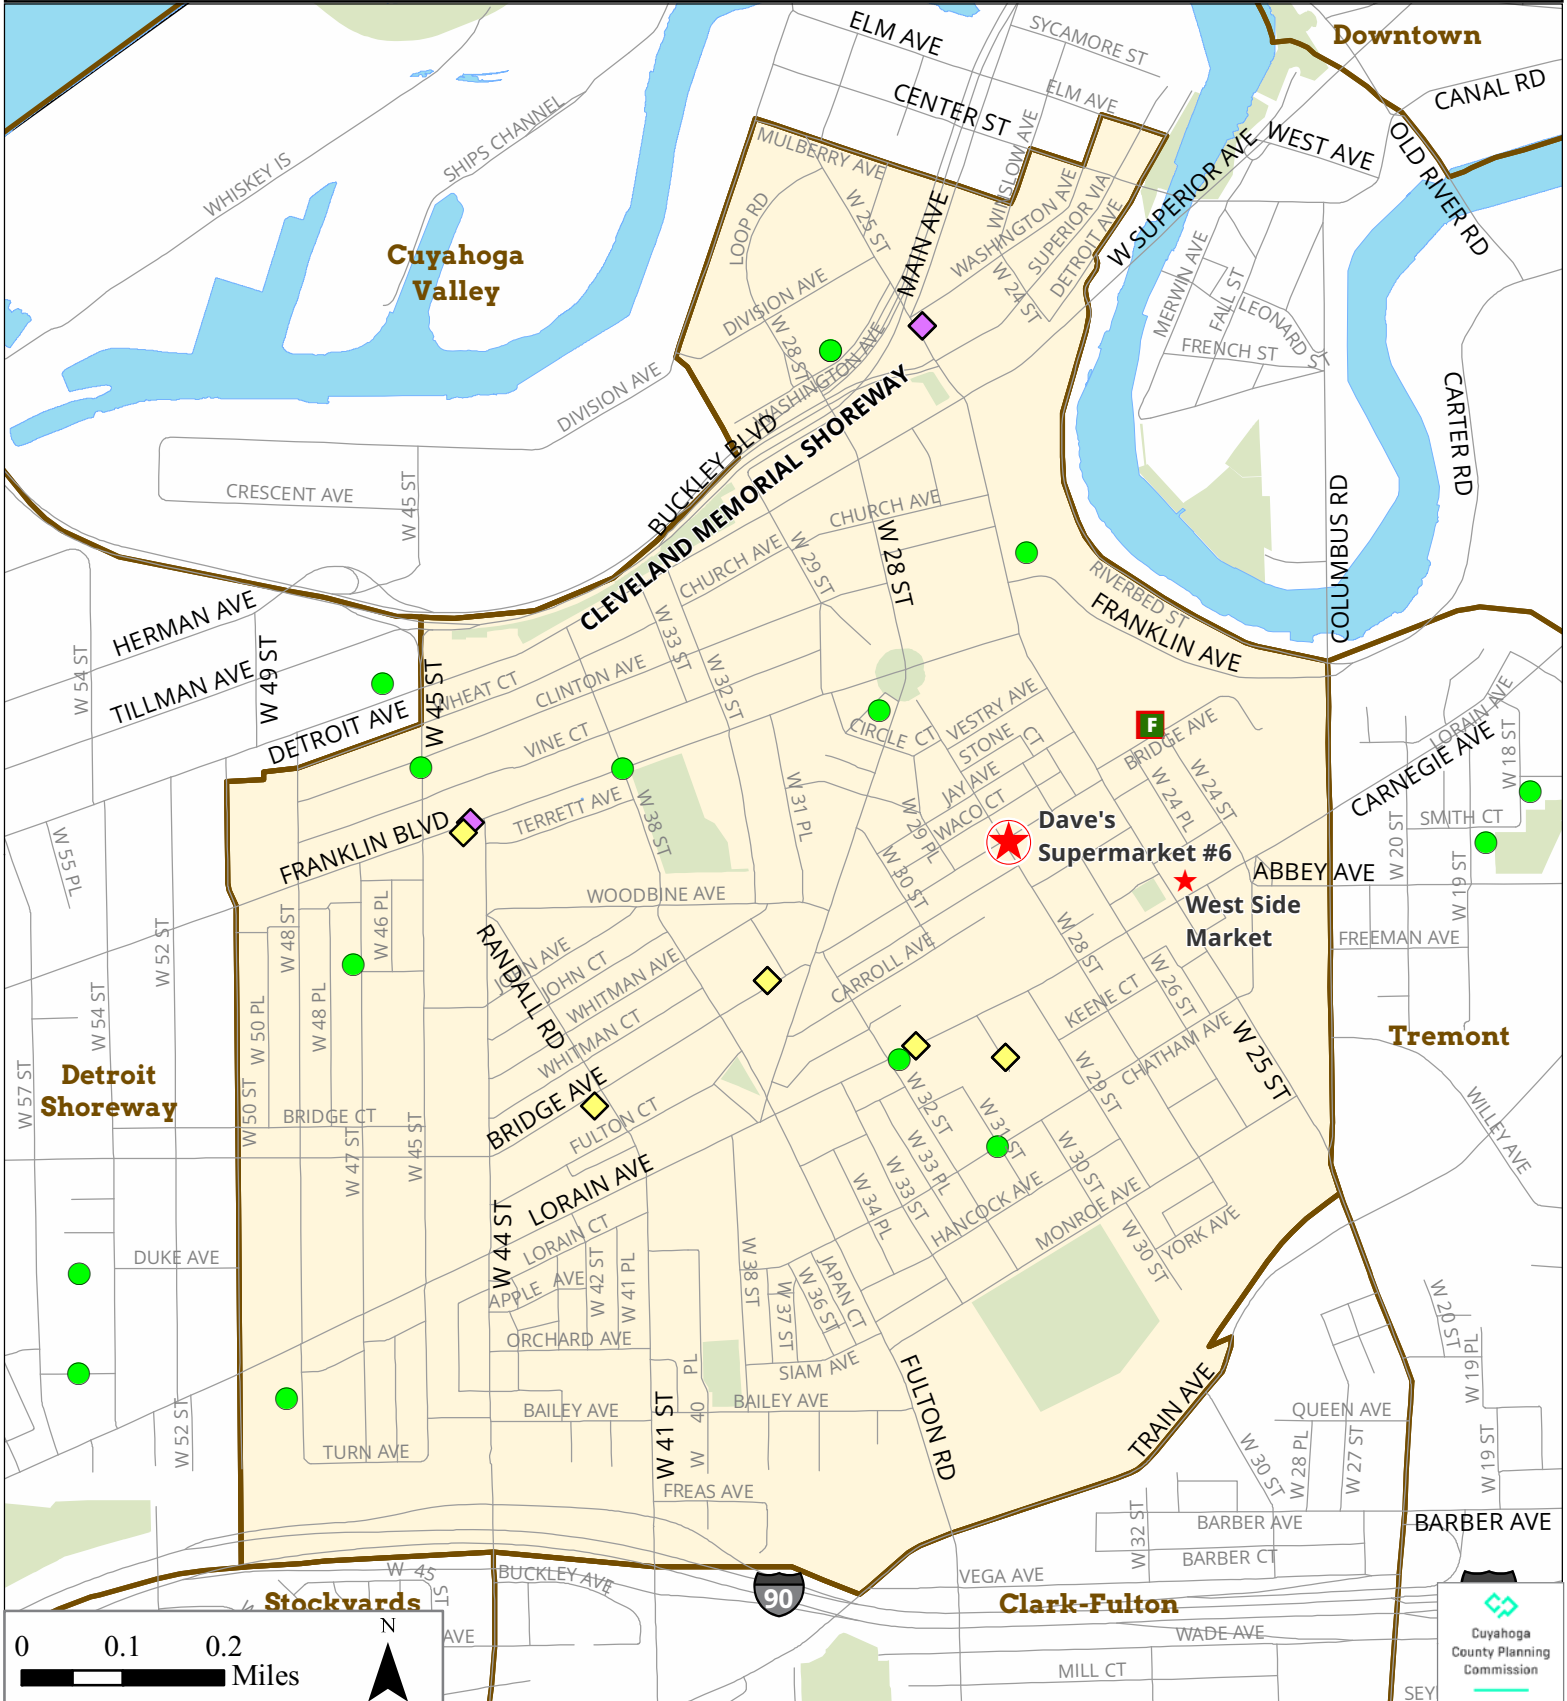 Downtown
ELM AVE
SYCAMORE ST
CANAL RD
CENTER ST
ELM AVE
SHIPS CHANNEL
WHISKEY IS
MULBERRY AVE
WINSLOW AVE
WEST AVE
OLD RIVER RD
W SUPERIOR AVE
LOOP RD
W 25 ST
MAIN AVE
WASHINGTON AVE
SUPERIOR VIA
DETROIT AVE
W 24 ST
Cuyahoga
Valley
MERWIN AVE
FALL ST
LEONARD ST
FRENCH ST
DIVISION AVE
W 28 ST
WASHINGTON AVE
DIVISION AVE
BUCKLEY BLVD
CLEVELAND MEMORIAL SHOREWAY
CARTER RD
CRESCENT AVE
W 45 ST
COLUMBUS RD
CHURCH AVE
CHURCH AVE
W 29 ST
W 28 ST
RIVERBED ST
FRANKLIN AVE
HERMAN AVE
W 33 ST
W 32 ST
W 54 ST
TILLMAN AVE
W 49 ST
W 45 ST
WHEAT CT
CLINTON AVE
DETROIT AVE
VINE CT
CIRCLE CT
VESTRY AVE
STONE CT
JAY AVE
WACO CT
F
BRIDGE AVE
W 24 PL
W 24 ST
LORAIN AVE
CARNEGIE AVE
W 18 ST
SMITH CT
W 20 ST
W 19 ST
TERRETT AVE
W 38 ST
W 31 PL
W 29 PL
W 30 ST
Dave's
Supermarket #6
ABBEY AVE
West Side
Market
FREEMAN AVE
FRANKLIN BLVD
W 55 PL
WOODBINE AVE
W 46 PL
W 48 ST
W 52 ST
W 54 ST
W 50 PL
W 48 PL
RANDALL RD
JOHN AVE
JOHN CT
WHITMAN AVE
WHITMAN CT
CARROLL AVE
W 28 ST
W 26 ST
KEENE CT
CHATHAM AVE
W 25 ST
Tremont
WILLEY AVE
Detroit
Shoreway
W 57 ST
W 50 ST
BRIDGE CT
W 47 ST
W 45 ST
BRIDGE AVE
FULTON CT
LORAIN AVE
W 32 ST
W 31 ST
W 29 ST
W 30 ST
W 33 PL
W 33 ST
W 34 PL
HANCOCK AVE
MONROE AVE
W 30 ST
YORK AVE
DUKE AVE
W 44 ST
LORAIN CT
APPLE AVE
W 42 ST
W 41 PL
W 38 ST
W 37 ST
W 36 ST
JAPAN CT
ORCHARD AVE
SIAM AVE
W 40 PL
BAILEY AVE
BAILEY AVE
W 41 ST
FULTON RD
TRAIN AVE
W 20 ST
W 19 PL
W 52 ST
TURN AVE
FREAS AVE
QUEEN AVE
W 30 ST
W 28 PL
W 27 ST
W 19 ST
W 32 ST
BARBER AVE
BARBER AVE
BARBER CT
W 45 ST
BUCKLEY AVE
VEGA AVE
Stockyards
90
Clark-Fulton
WADE AVE
MILL CT
AVE
N
0 0.1 0.2
Miles
Cuyahoga
County Planning
Commission